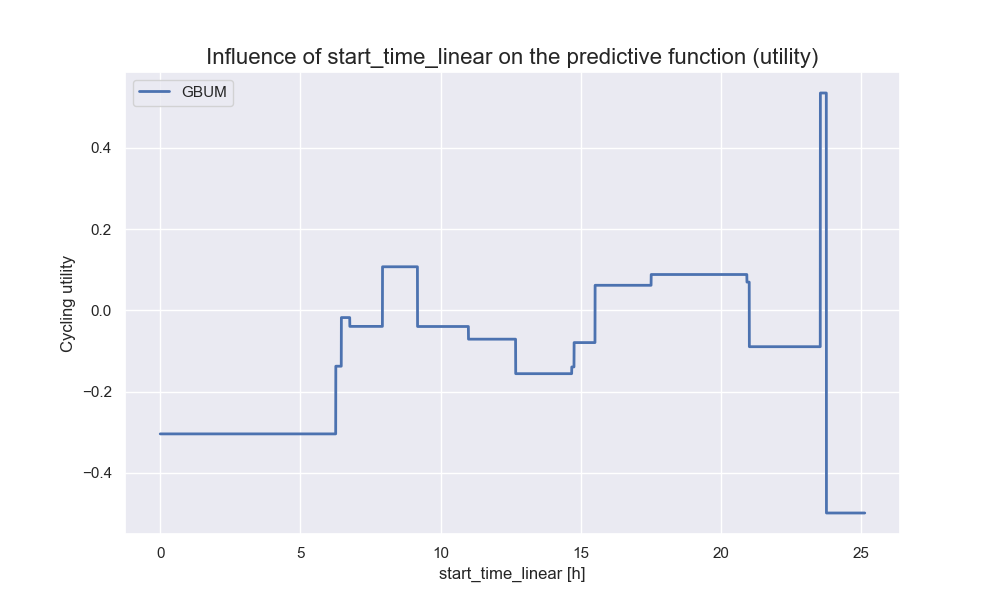 Influence of start_time_linear on the predictive function (utility)
GBUM
0.4
0.2
0.0
−0.2
−0.4
Cycling utility
0 5 10 15 20 25
start_time_linear [h]